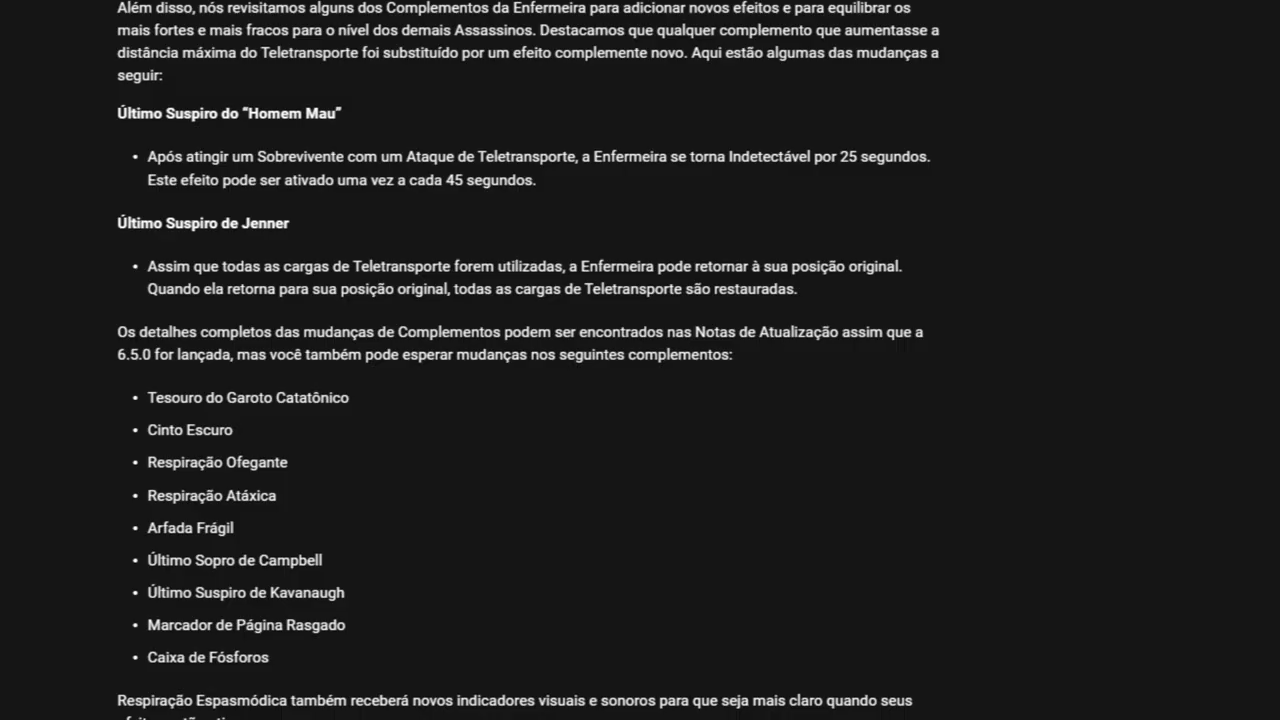 Além disso, nós revisitamos alguns dos Complementos da Enfermeira para adicionar novos efeitos e para equilibrar os
mais fortes e mais fracos para o nível dos demais Assassinos. Destacamos que qualquer complemento que aumentasse a
distância máxima do Teletransporte foi substituído por um efeito complemente novo. Aqui estão algumas das mudanças a
seguir:
Último Suspiro do “Homem Mau”
• Após atingir um Sobrevivente com um Ataque de Teletransporte, a Enfermeira se torna Indetectável por 25 segundos.
Este efeito pode ser ativado uma vez a cada 45 segundos.
Último Suspiro de Jenner
• Assim que todas as cargas de Teletransporte forem utilizadas, a Enfermeira pode retornar à sua posição original.
Quando ela retorna para sua posição original, todas as cargas de Teletransporte são restauradas.
Os detalhes completos das mudanças de Complementos podem ser encontrados nas Notas de Atualização assim que a
6.5.0 for lançada, mas você também pode esperar mudanças nos seguintes complementos:
• Tesouro do Garoto Catatônico
• Cinto Escuro
• Respiração Ofegante
• Respiração Atáxica
• Arfada Frágil
• Último Sopro de Campbell
• Último Suspiro de Kavanaugh
• Marcador de Página Rasgado
• Caixa de Fósforos
Respiração Espasmódica também receberá novos indicadores visuais e sonoros para que seja mais claro quando seus